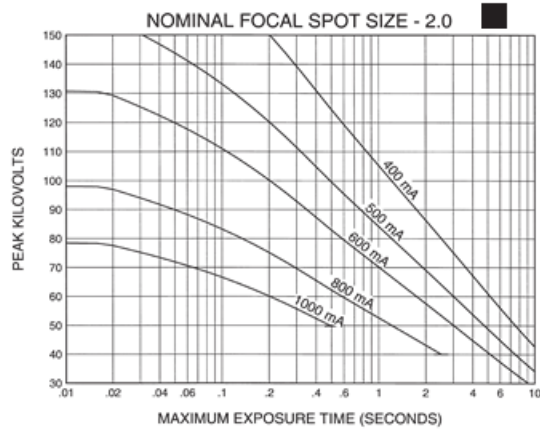 NOMINAL FOCAL SPOT SIZE - 2.0
PEAK KILOVOLTS
150
140
130
120
110
100
90
80
70
60
50
40
30
400 mA
500 mA
600 mA
800 mA
1000 mA
.01 .02 .04 .06 .1 .2 .4 .6 1 2 4 6 10
MAXIMUM EXPOSURE TIME (SECONDS)